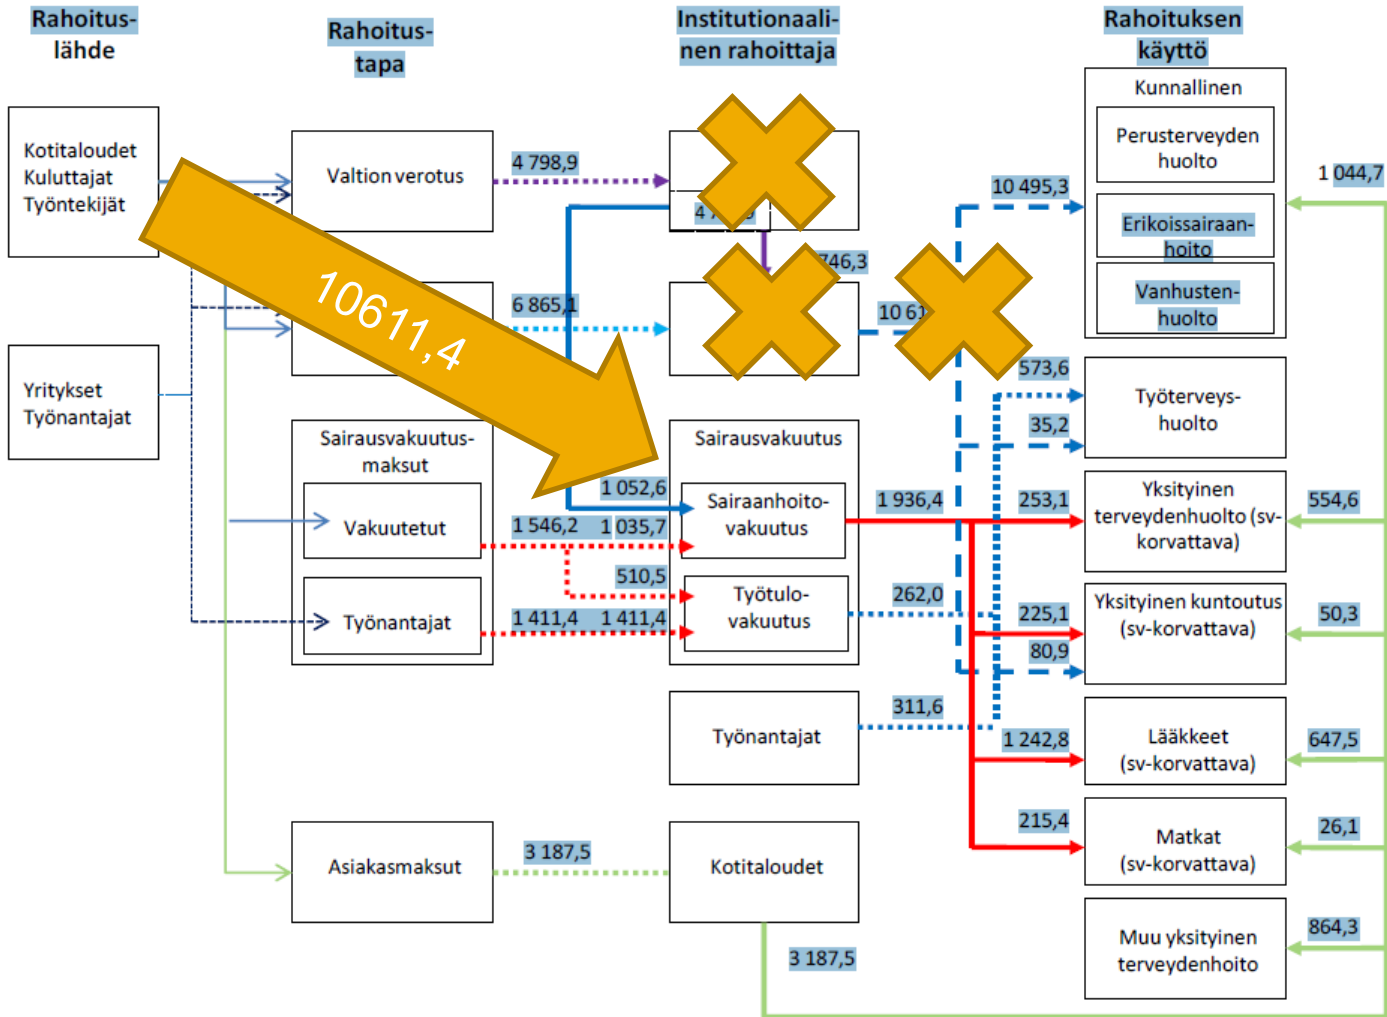 Rahoitus-
lähde
Rahoitus-
tapa
Institutionaali-
nen rahoittaja
Rahoituksen
käyttö
Kotitaloudet
Kuluttajat
Työntekijät
Yritykset
Työnantajat
Valtion verotus
4 798,9
6 865,1
746,3
10 61
10611,4
Sairausvakuutus-
maksut
Vakuutetut
Työnantajat
1 546,2
1 035,7
1 052,6
510,5
1 411,4
1 411,4
Sairausvakuutus
Sairaanhoito-
vakuutus
Työtulo-
vakuutus
Työnantajat
Asiakasmaksut
3 187,5
Kotitaloudet
3 187,5
1 936,4
262,0
311,6
10 495,3
573,6
35,2
253,1
225,1
80,9
1 242,8
215,4
Kunnallinen
Perusterveyden
huolto
Erikoissairaan-
hoito
Vanhusten-
huolto
Työterveys-
huolto
Yksityinen
terveydenhuolto (sv-
korvattava)
Yksityinen kuntoutus
(sv-korvattava)
Lääkkeet
(sv-korvattava)
Matkat
(sv-korvattava)
Muu yksityinen
terveydenhoito
1 044,7
554,6
50,3
647,5
26,1
864,3